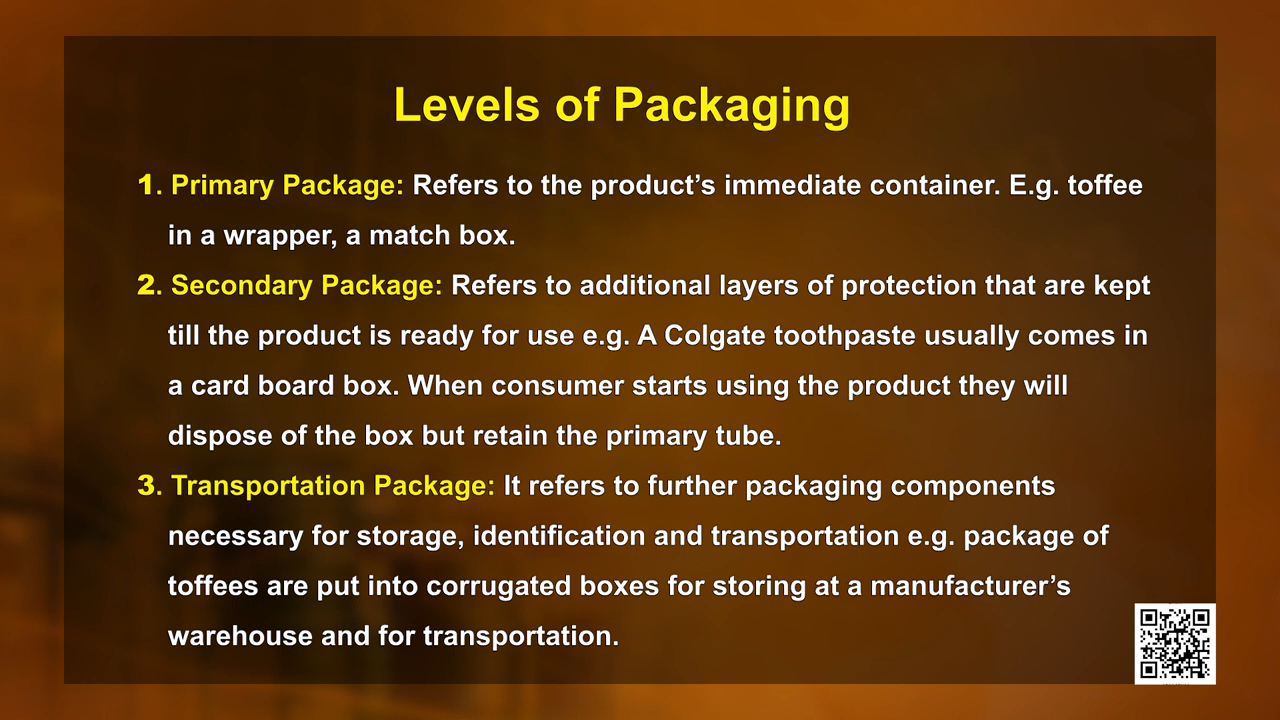 Levels of Packaging
1. Primary Package: Refers to the product’s immediate container. E.g. toffee
in a wrapper, a match box.
2. Secondary Package: Refers to additional layers of protection that are kept
till the product is ready for use e.g. A Colgate toothpaste usually comes in
a card board box. When consumer starts using the product they will
dispose of the box but retain the primary tube.
3. Transportation Package: It refers to further packaging components
necessary for storage, identification and transportation e.g. package of
toffees are put into corrugated boxes for storing at a manufacturer’s
warehouse and for transportation.